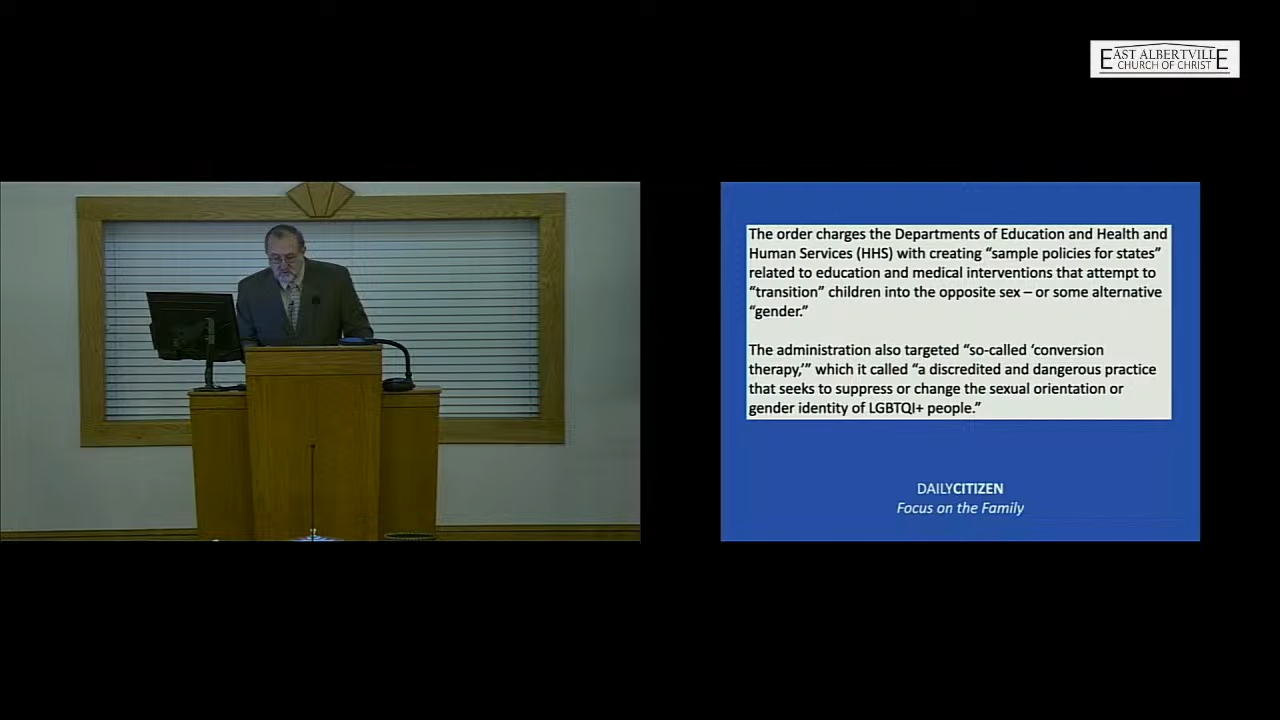 EAST ALBERTVILLE
CHURCH OF CHRIST
The order charges the Departments of Education and Health and
Human Services (HHS) with creating “sample policies for states”
related to education and medical interventions that attempt to
“transition” children into the opposite sex – or some alternative
“gender.”
The administration also targeted “so-called ‘conversion
therapy,’” which it called “a discredited and dangerous practice
that seeks to suppress or change the sexual orientation or
gender identity of LGBTQI+ people.”
DAILYCITIZEN
Focus on the Family